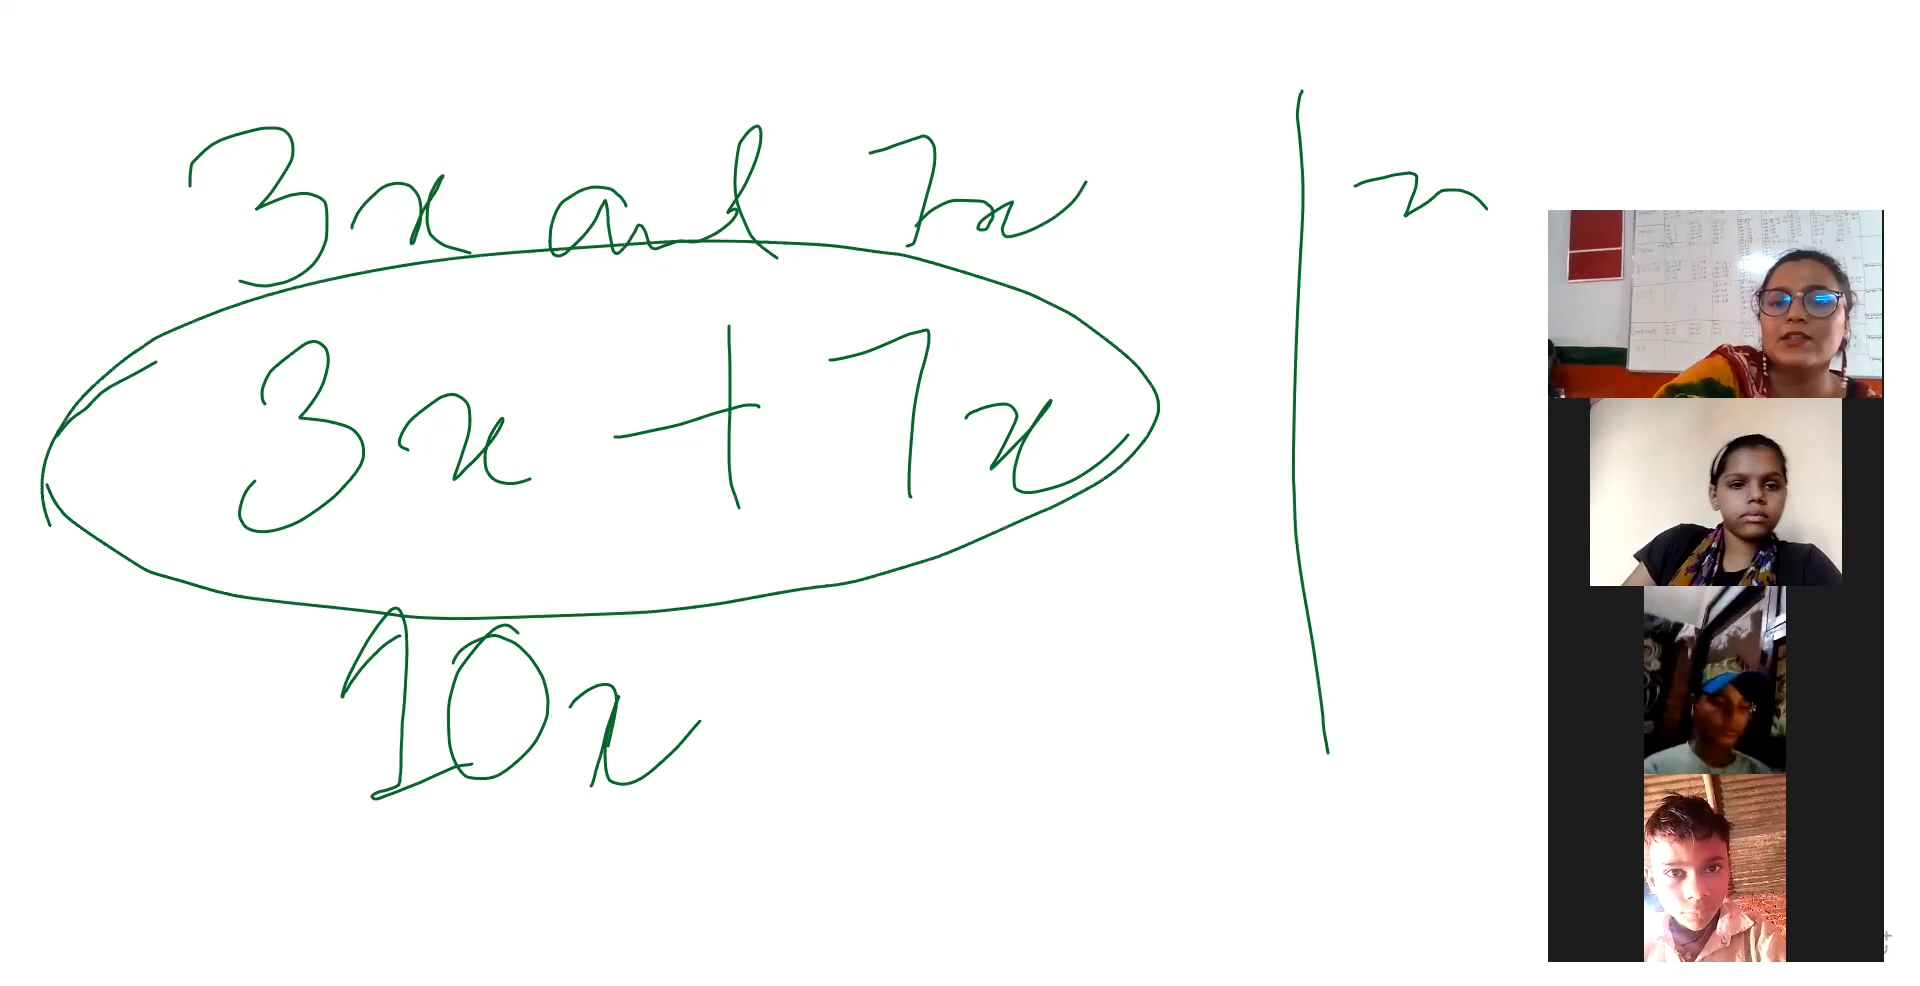 3x and 7x
3x + 7x
10x